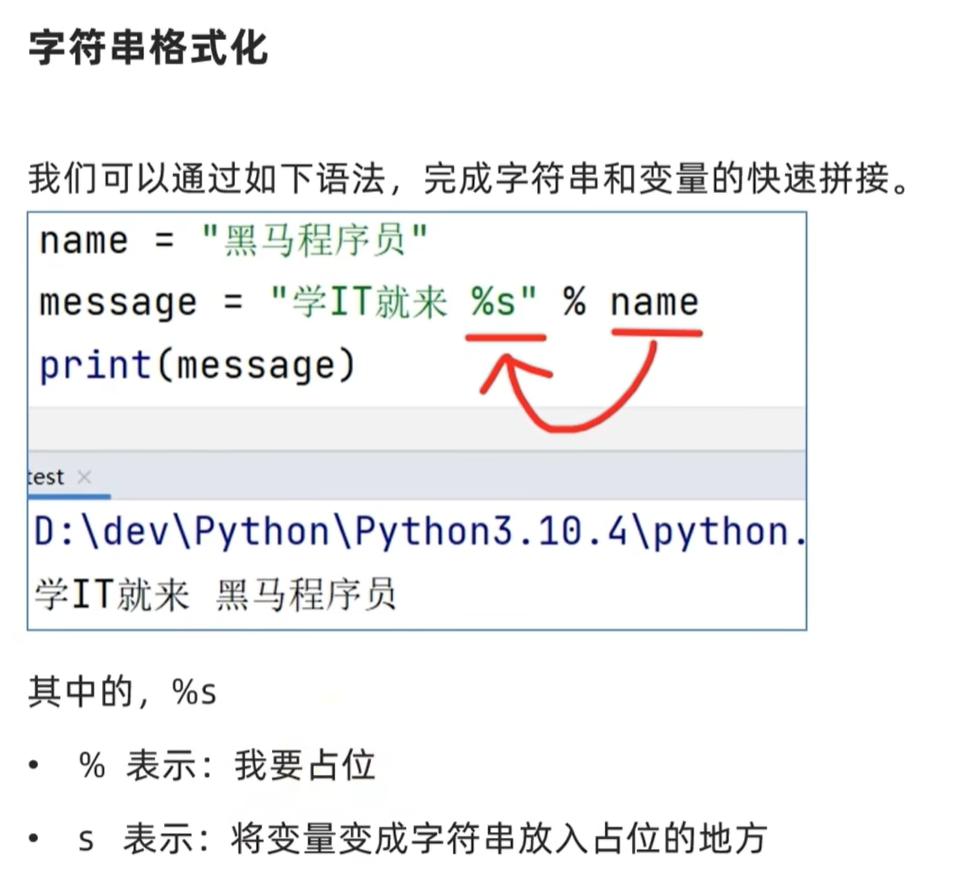 字符串格式化
我们可以通过如下语法，完成字符串和变量的快速拼接。
name = "黑马程序员"
message = "学IT就来 %s" % name
print(message)
test ×
D:\dev\Python\Python3.10.4\python.
学IT就来 黑马程序员
其中的，%s
• % 表示：我要占位
• s 表示：将变量变成字符串放入占位的地方